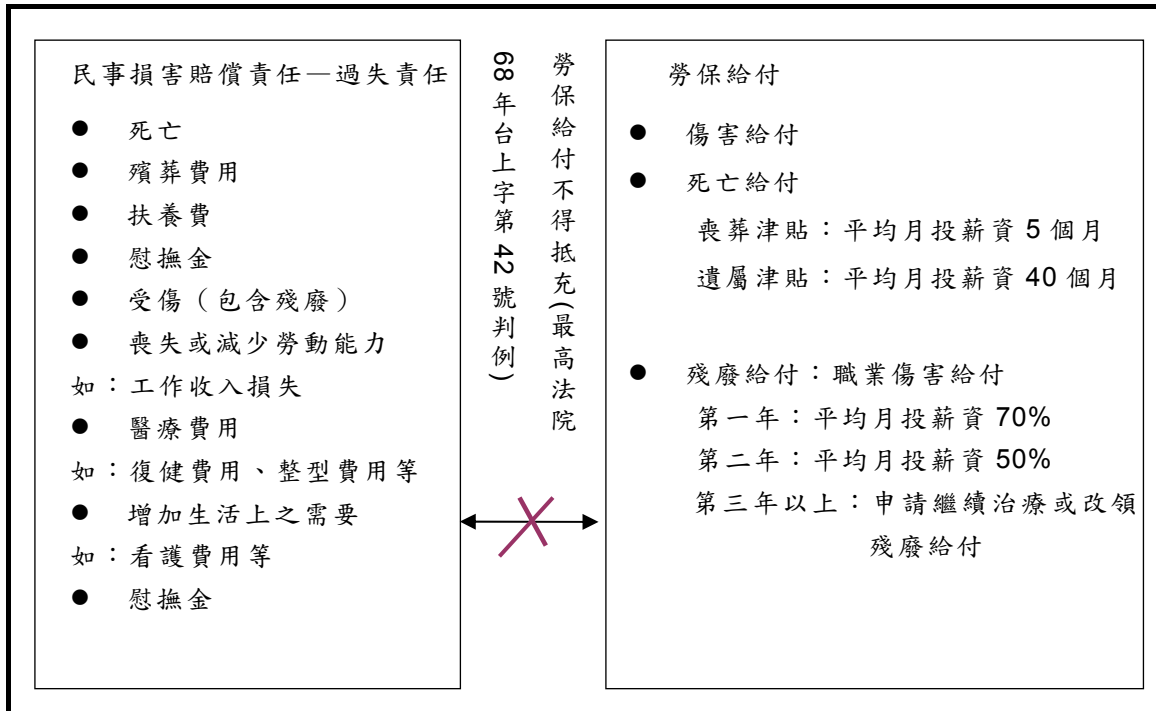 民事損害賠償責任—過失責任
● 死亡
● 殯葬費用
● 扶養費
● 慰撫金
● 受傷（包含殘廢）
● 喪失或減少勞動能力
如：工作收入損失
● 醫療費用
如：復健費用、整型費用等
● 增加生活上之需要
如：看護費用等
● 慰撫金
勞保給付不得抵充(最高法院
68年台上字第42號判例)
勞保給付
● 傷害給付
● 死亡給付
喪葬津貼：平均月投薪資 5 個月
遺屬津貼：平均月投薪資 40 個月
● 殘廢給付：職業傷害給付
第一年：平均月投薪資 70%
第二年：平均月投薪資 50%
第三年以上：申請繼續治療或改領
殘廢給付